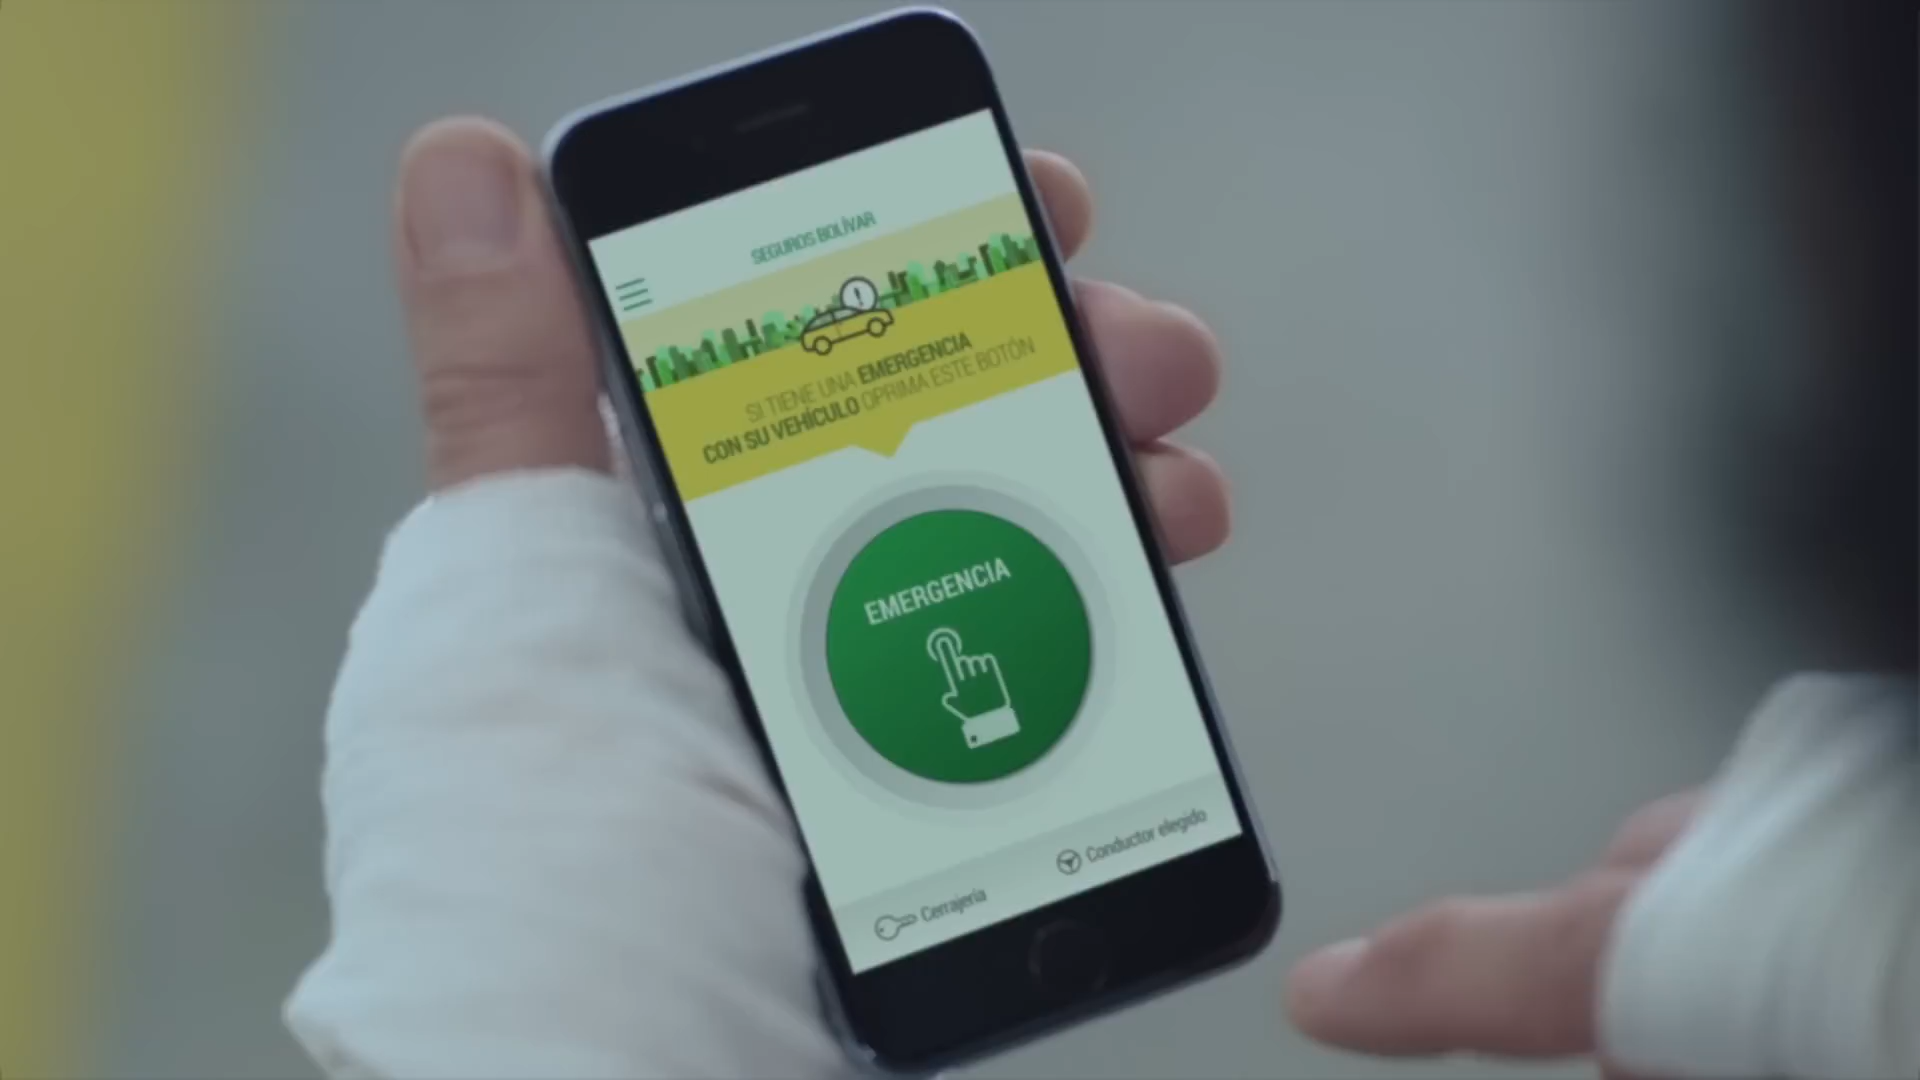 SEGUROS BOLÍVAR
SI TIENE UNA EMERGENCIA
CON SU VEHÍCULO OPRIMA ESTE BOTÓN
EMERGENCIA
Cerrajería
Conductor elegido